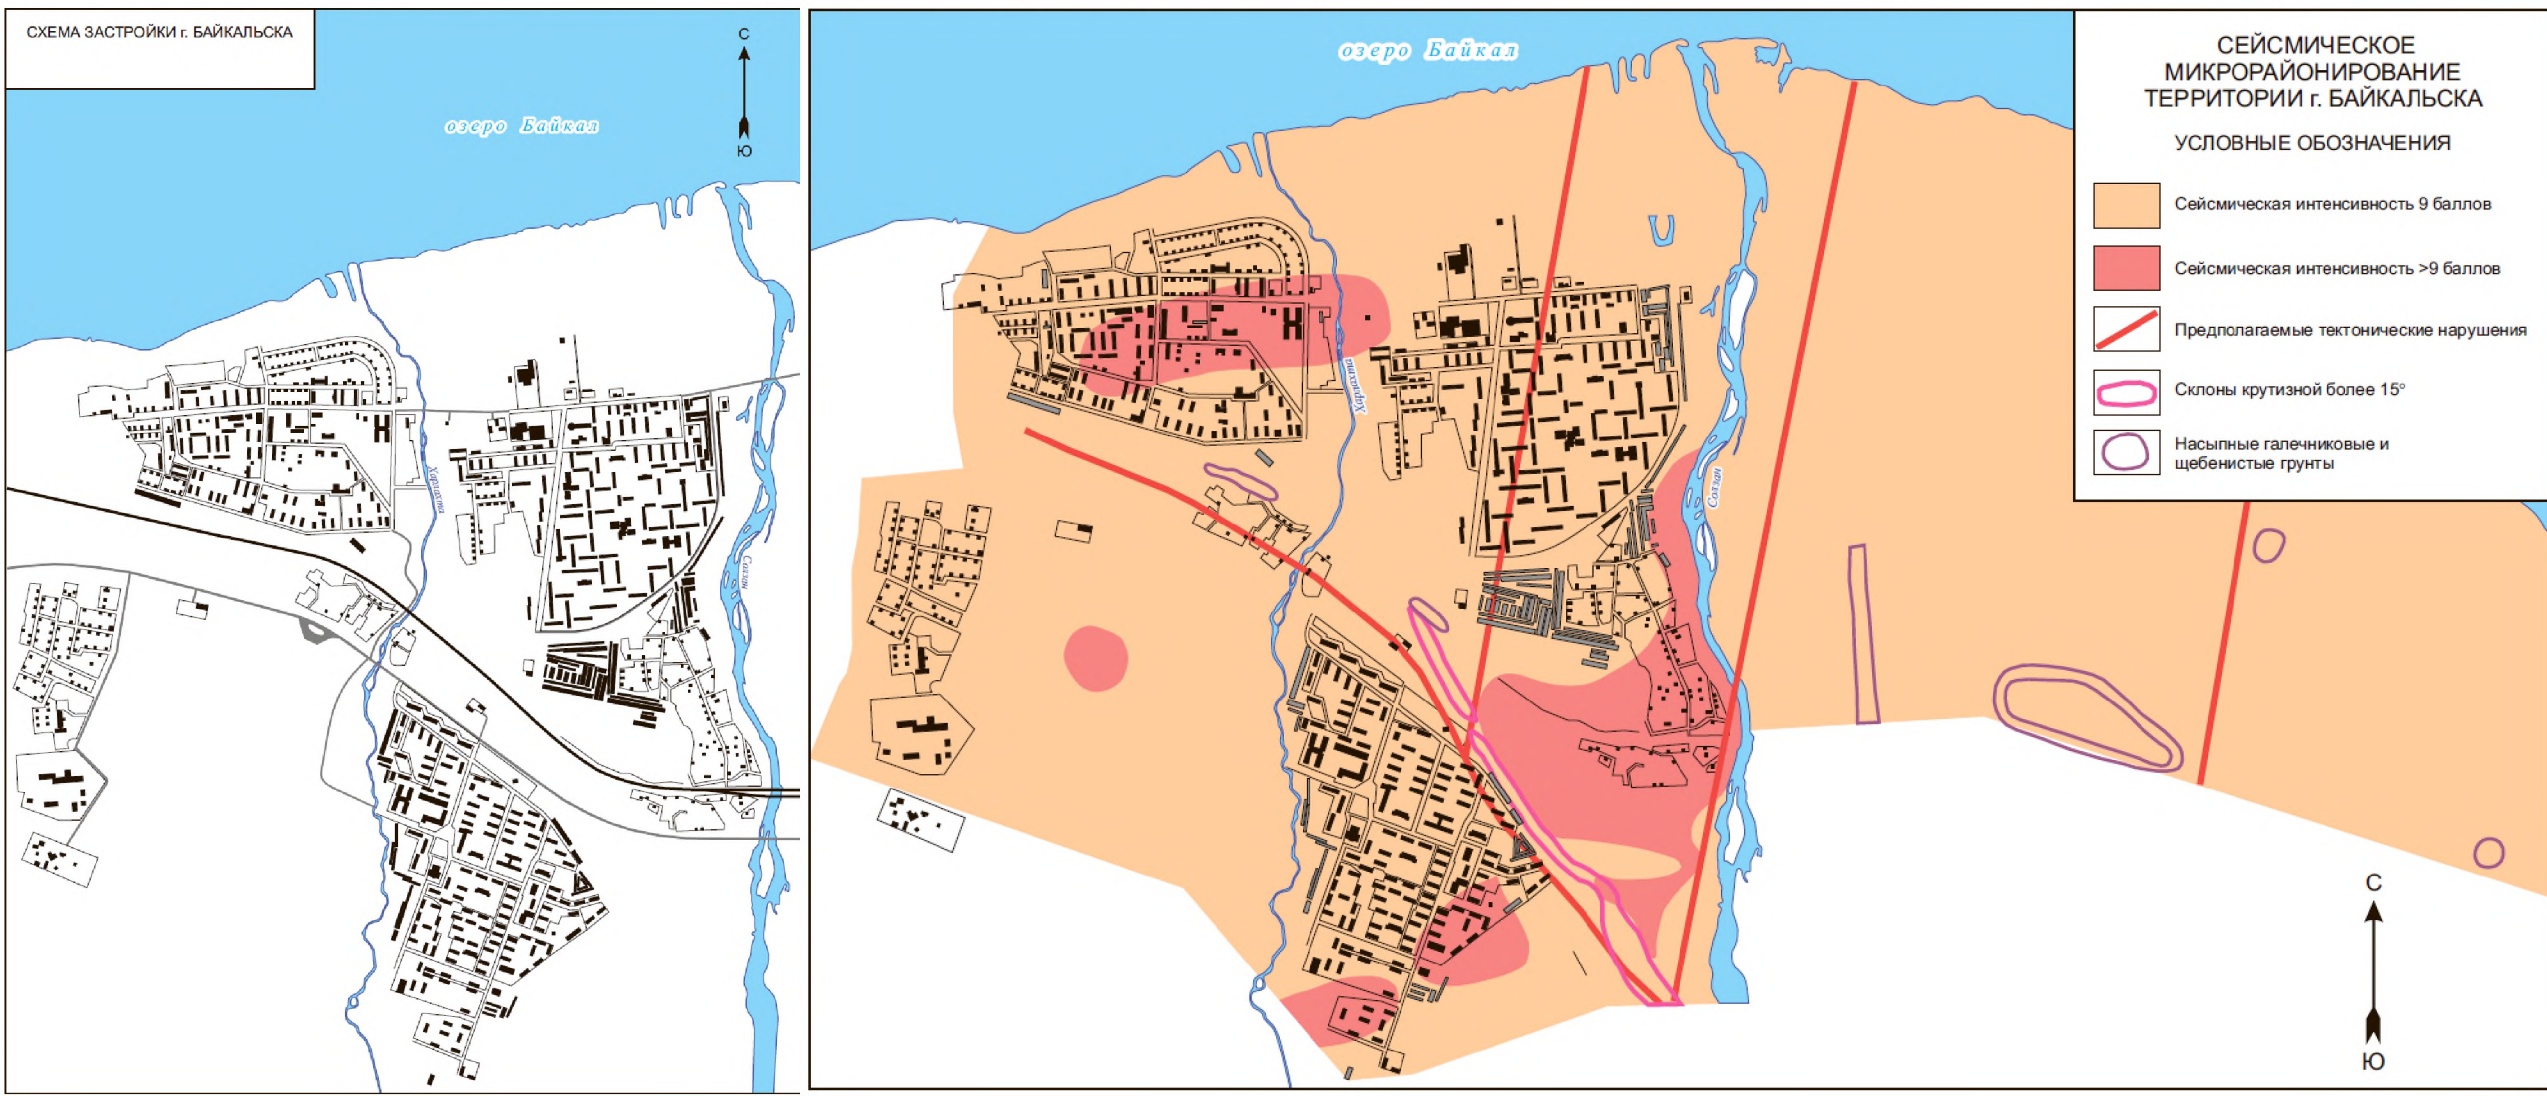 СХЕМА ЗАСТРОЙКИ г. БАЙКАЛЬСКА
С
Ю
озеро Байкал
Харлахта
Солзан
озеро Байкал
Харлахта
Солзан
СЕЙСМИЧЕСКОЕ
МИКРОРАЙОНИРОВАНИЕ
ТЕРРИТОРИИ г. БАЙКАЛЬСКА
УСЛОВНЫЕ ОБОЗНАЧЕНИЯ
Сейсмическая интенсивность 9 баллов
Сейсмическая интенсивность >9 баллов
Предполагаемые тектонические нарушения
Склоны крутизной более 15°
Насыпные галечниковые и
щебенистые грунты
С
Ю